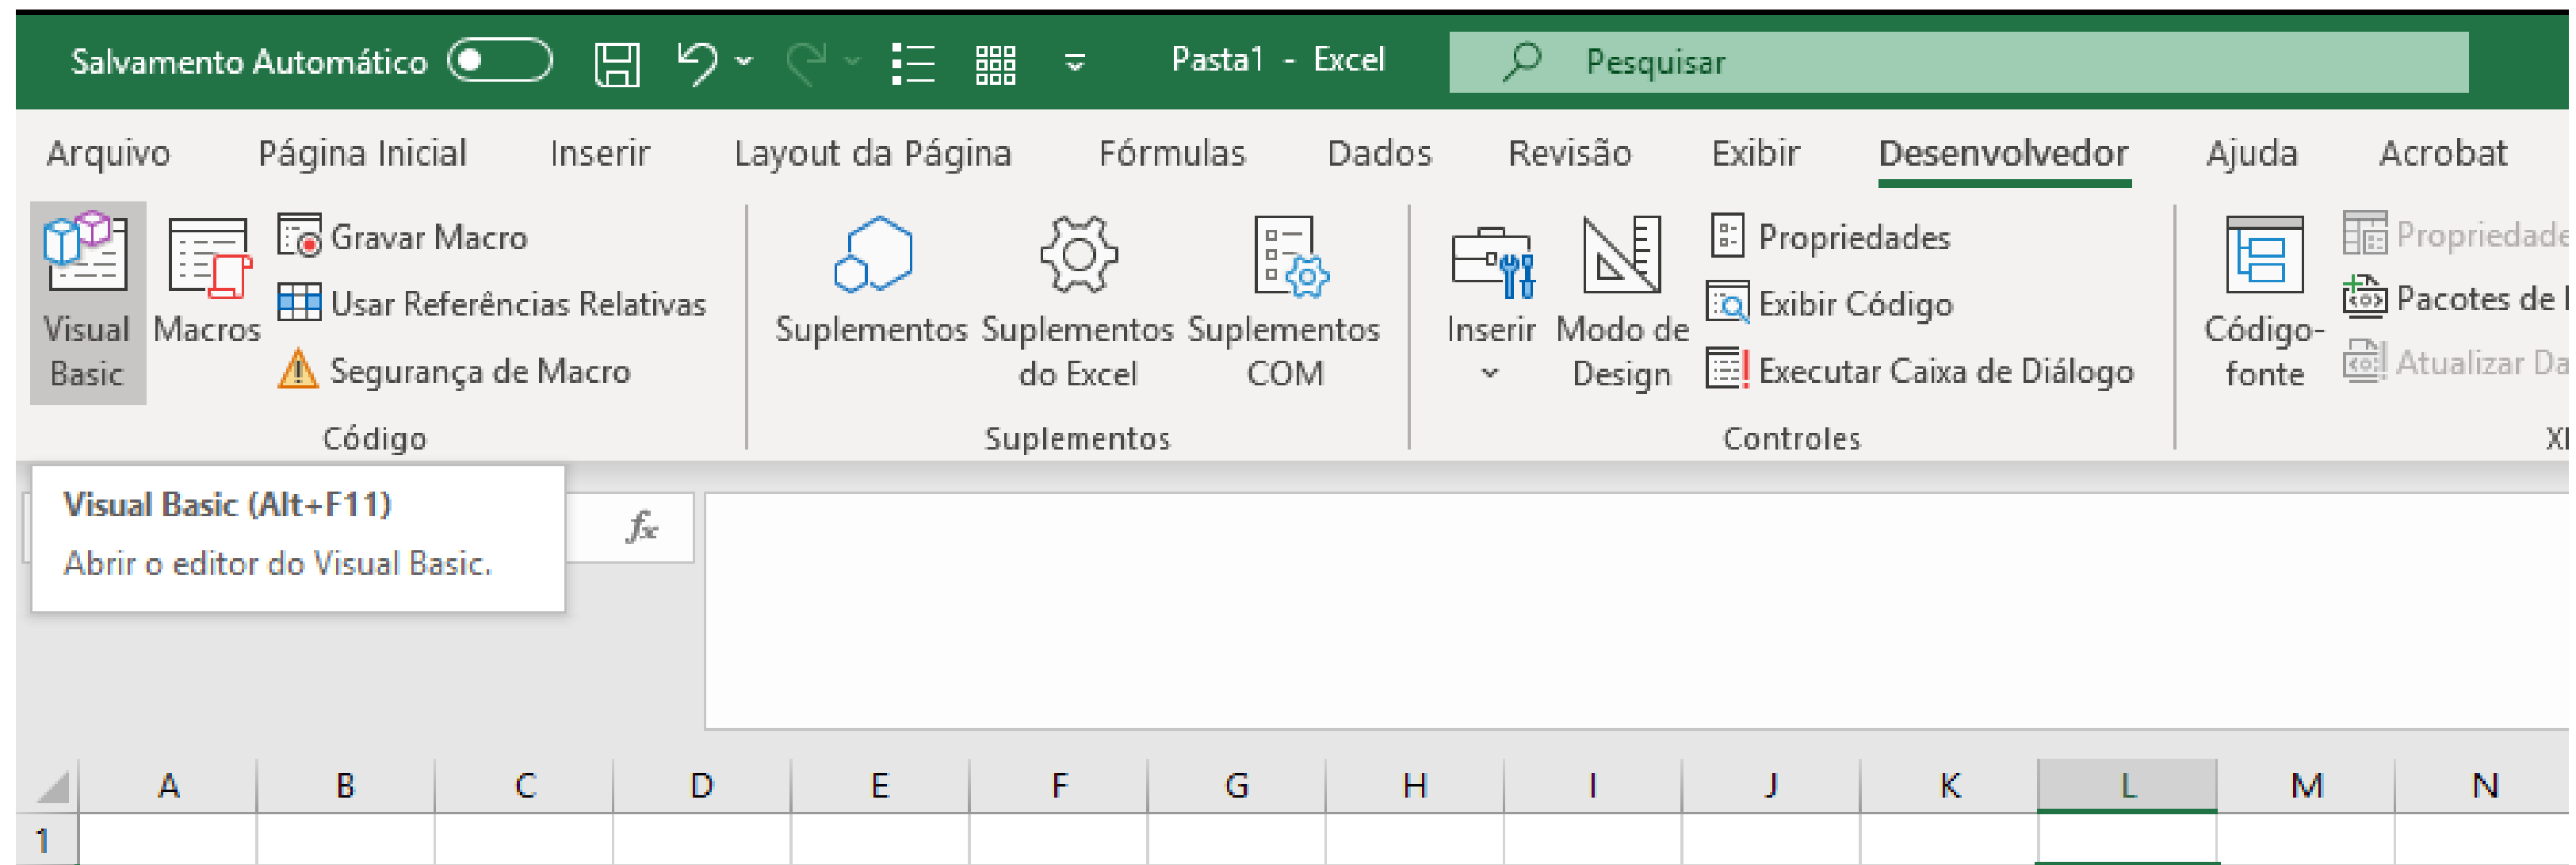 Salvamento Automático
Pasta1 - Excel
Pesquisar
Arquivo Página Inicial Inserir Layout da Página Fórmulas Dados Revisão Exibir Desenvolvedor Ajuda Acrobat
Visual Basic
Macros
Gravar Macro
Usar Referências Relativas
Segurança de Macro
Código
Suplementos
Suplementos do Excel
Suplementos COM
Suplementos
Inserir
Modo de Design
Propriedades
Exibir Código
Executar Caixa de Diálogo
Controles
Código-fonte
Pacotes de
Atualizar
Visual Basic (Alt+F11)
Abrir o editor do Visual Basic.
fx
A B C D E F G H I J K L M N
1